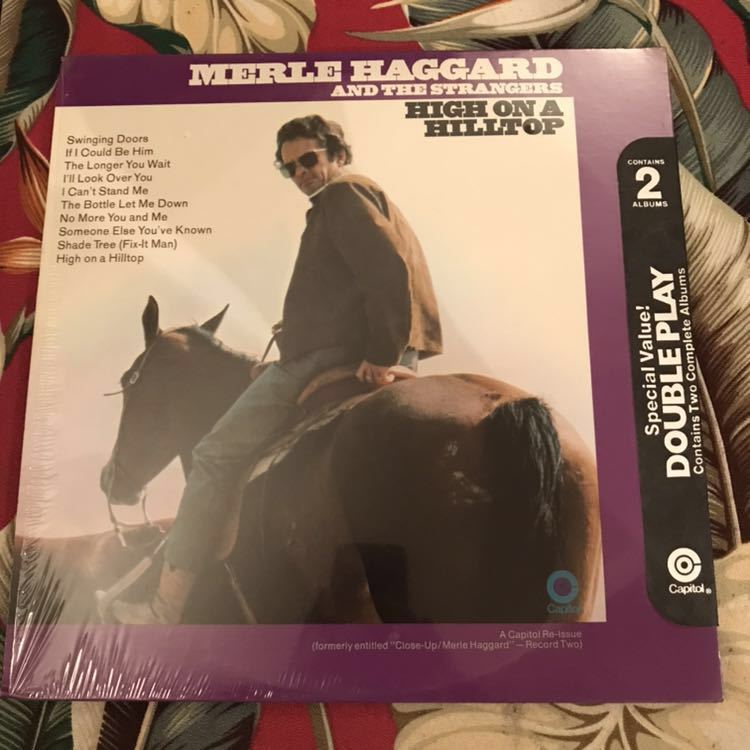 MERLE HAGGARD
AND THE STRANGERS
HIGH ON A
HILLTOP
Swinging Doors
If I Could Be Him
The Longer You Wait
I'll Look Over You
I Can't Stand Me
The Bottle Let Me Down
No More You and Me
Someone Else You've Known
Shade Tree (Fix-It Man)
High on a Hilltop
CONTAINS
2
ALBUMS
Special Value!
DOUBLE PLAY
Contains Two Complete Albums
Capitol®
Capitol
A Capitol Re-Issue
(formerly entitled "Close-Up/Merle Haggard" — Record Two)